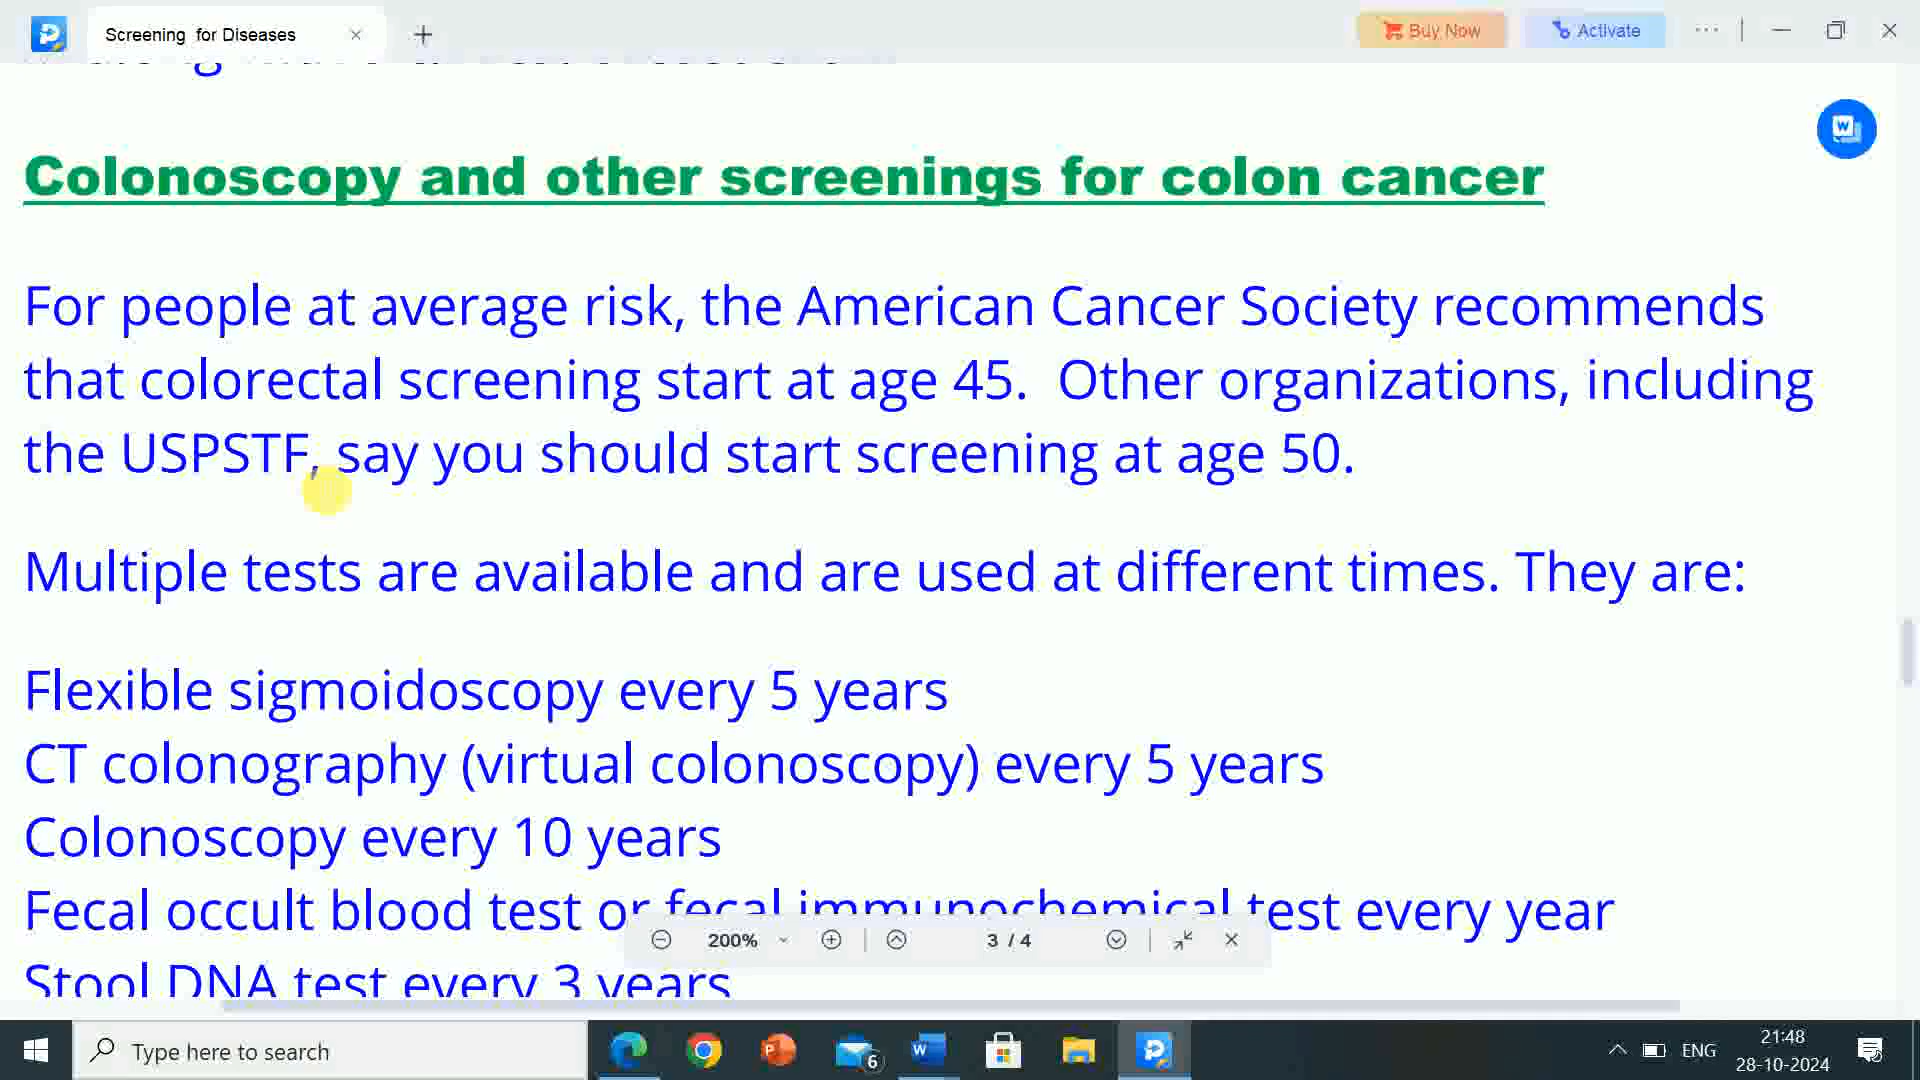 Screening for Diseases
Buy Now
Activate
Colonoscopy and other screenings for colon cancer
For people at average risk, the American Cancer Society recommends
that colorectal screening start at age 45. Other organizations, including
the USPSTF, say you should start screening at age 50.
Multiple tests are available and are used at different times. They are:
Flexible sigmoidoscopy every 5 years
CT colonography (virtual colonoscopy) every 5 years
Colonoscopy every 10 years
Fecal occult blood test or fecal immunochemical test every year
200% 3 / 4
Stool DNA test every 3 years
Type here to search
6
ENG
21:48
28-10-2024